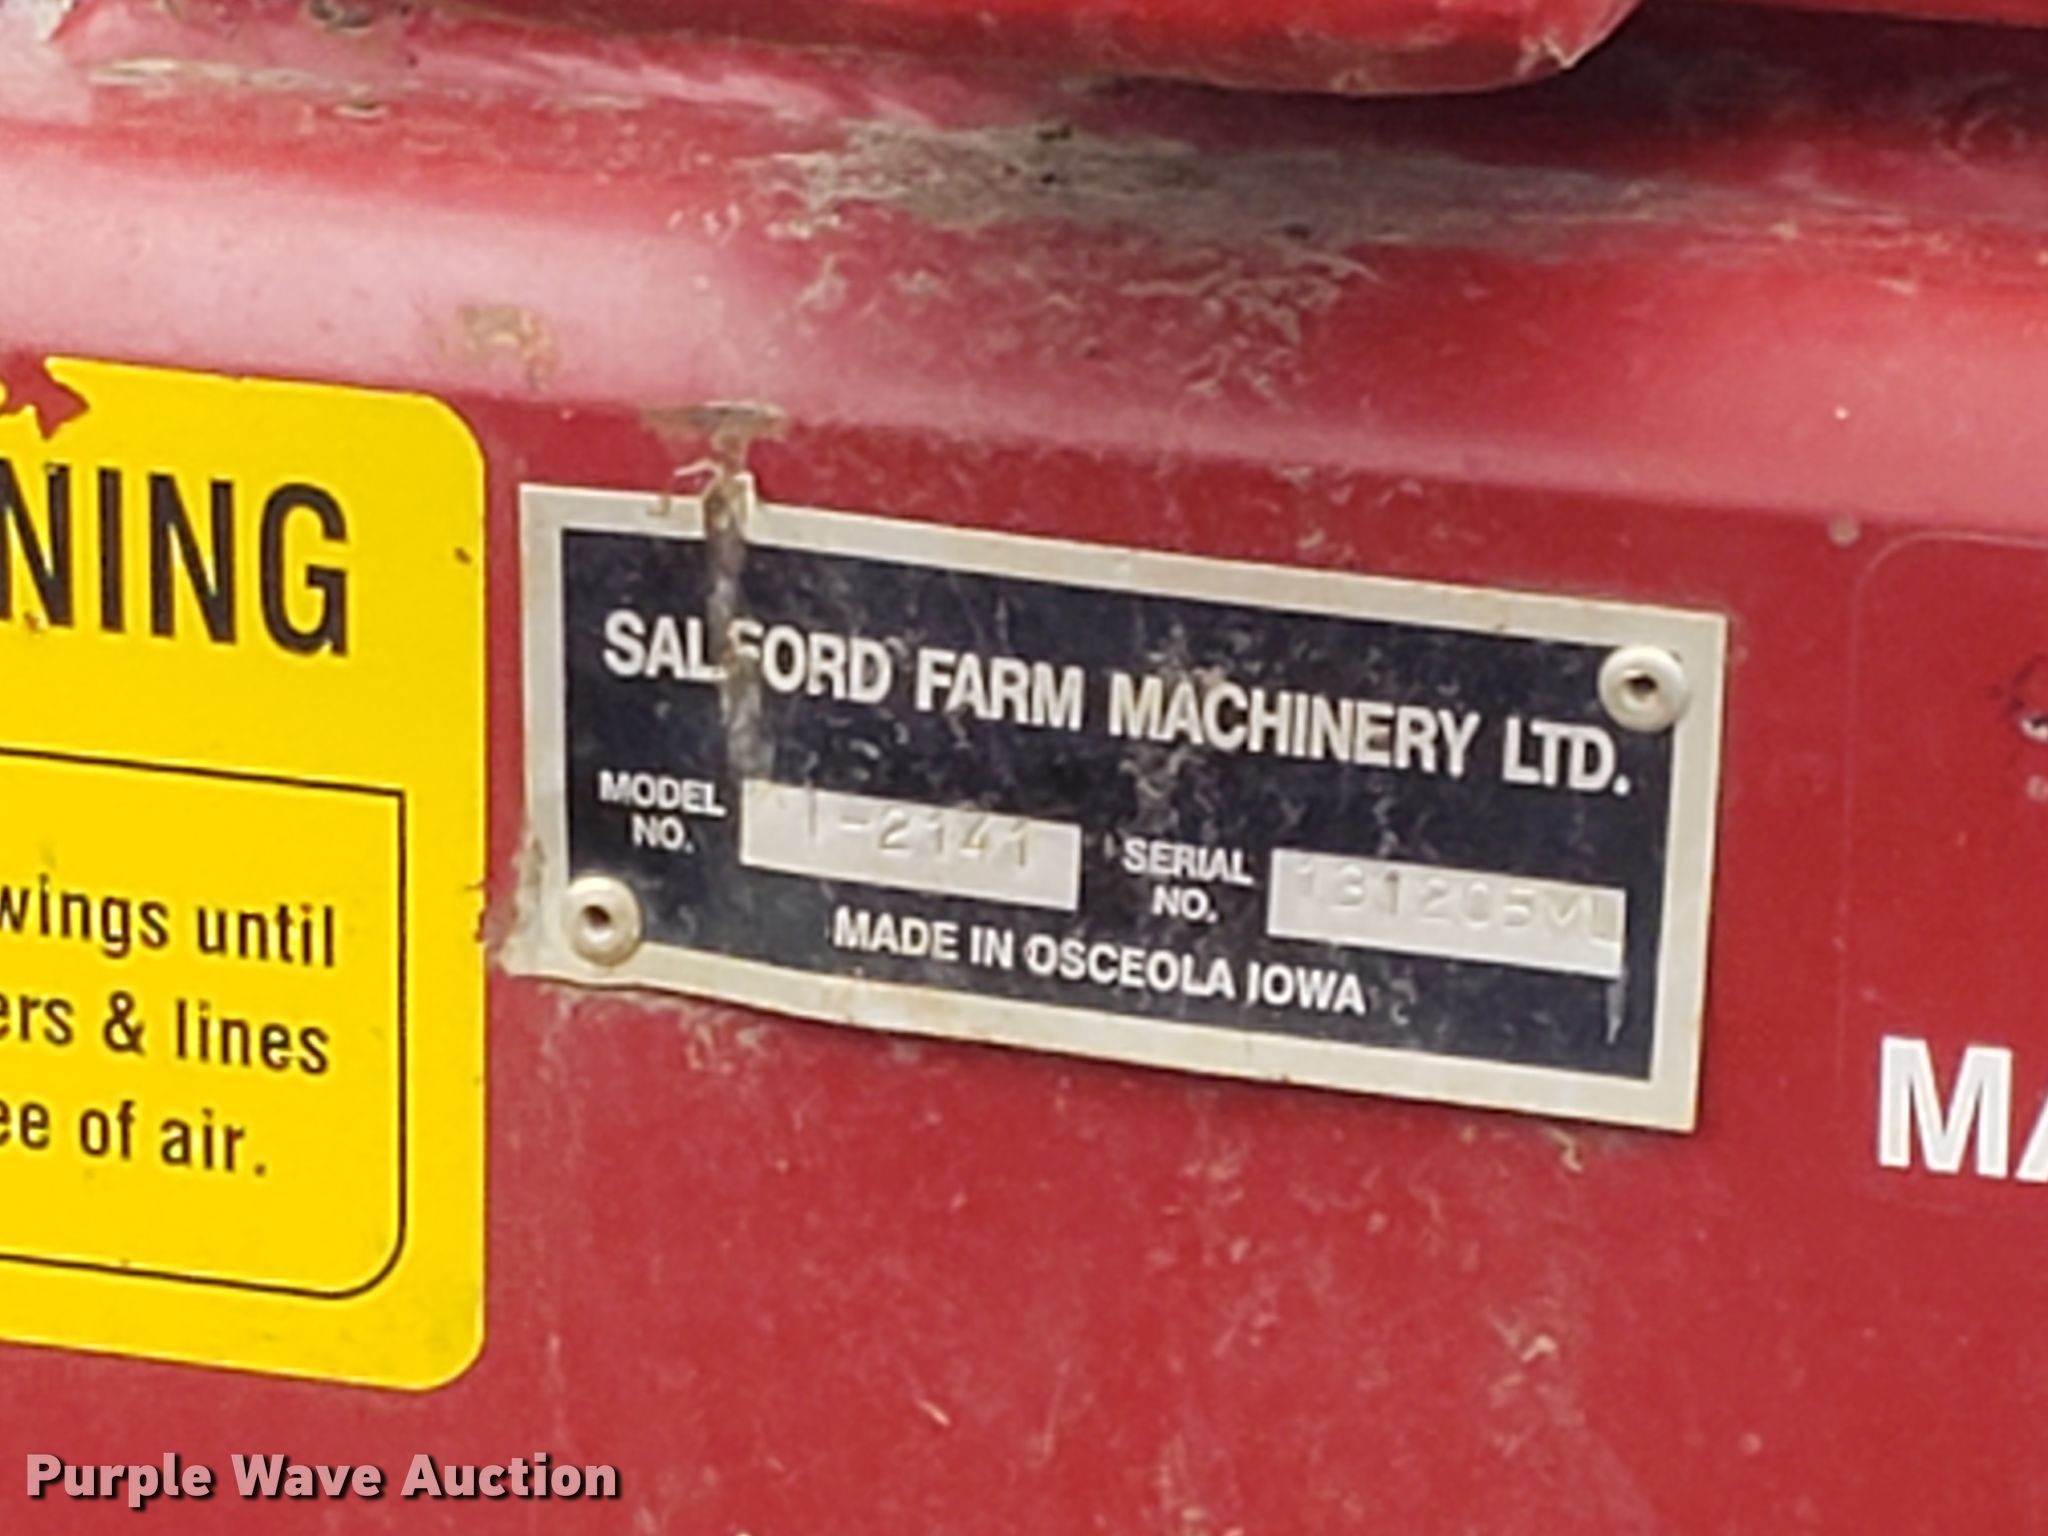 NING
wings until
ers & lines
ee of air.
SALFORD FARM MACHINERY LTD.
MODEL NO. I-2141
SERIAL NO.
MADE IN OSCEOLA IOWA
MA
Purple Wave Auction